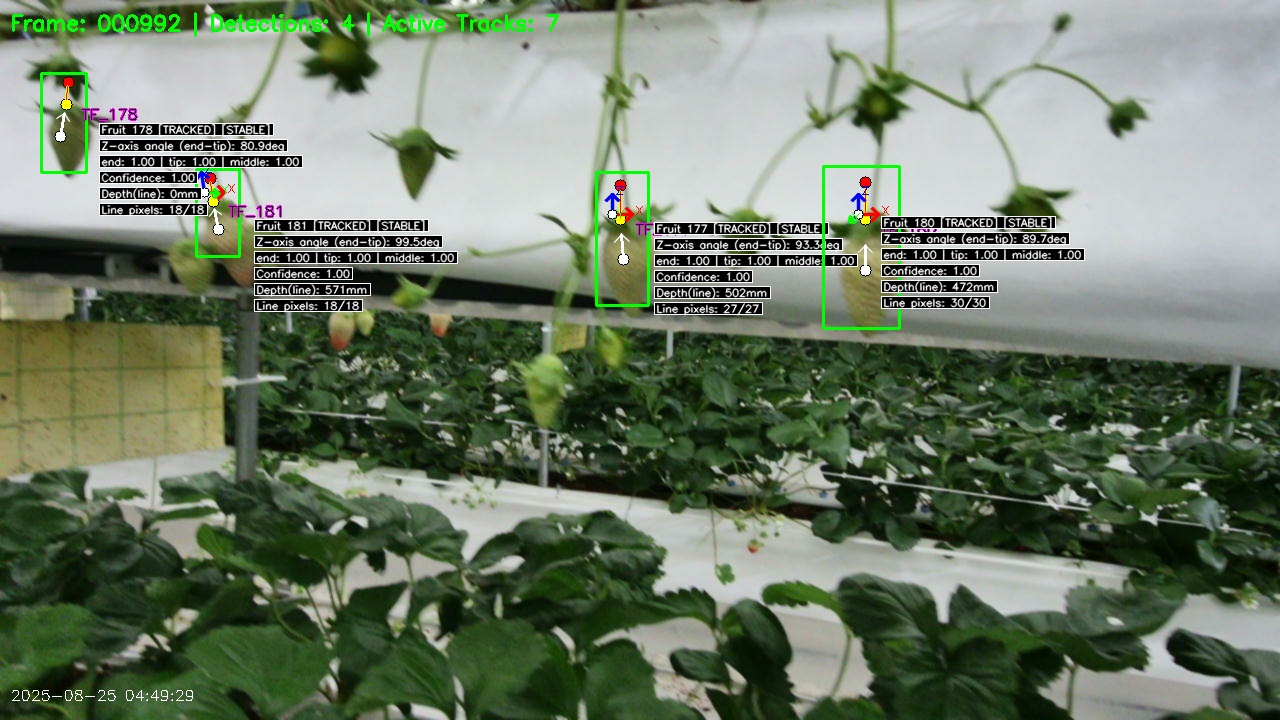 Frame: 000992 | Detections: 4 | Active Tracks: 7
TF_178
Fruit 178 [TRACKED] [STABLE]
Z-axis angle (end-tip): 80.9deg
end: 1.00 | tip: 1.00 | middle: 1.00
Confidence: 1.00
Depth(line): 0mm
Line pixels: 18/18
X
TF_181
Fruit 181 [TRACKED] [STABLE]
Z-axis angle (end-tip): 99.5deg
end: 1.00 | tip: 1.00 | middle: 1.00
Confidence: 1.00
Depth(line): 571mm
Line pixels: 18/18
X
Fruit 177 [TRACKED] [STABLE]
Z-axis angle (end-tip): 93.3deg
end: 1.00 | tip: 1.00 | middle: 1.00
Confidence: 1.00
Depth(line): 502mm
Line pixels: 27/27
X
Fruit 180 [TRACKED] [STABLE]
Z-axis angle (end-tip): 89.7deg
end: 1.00 | tip: 1.00 | middle: 1.00
Confidence: 1.00
Depth(line): 472mm
Line pixels: 30/30
2025-08-25 04:49:29